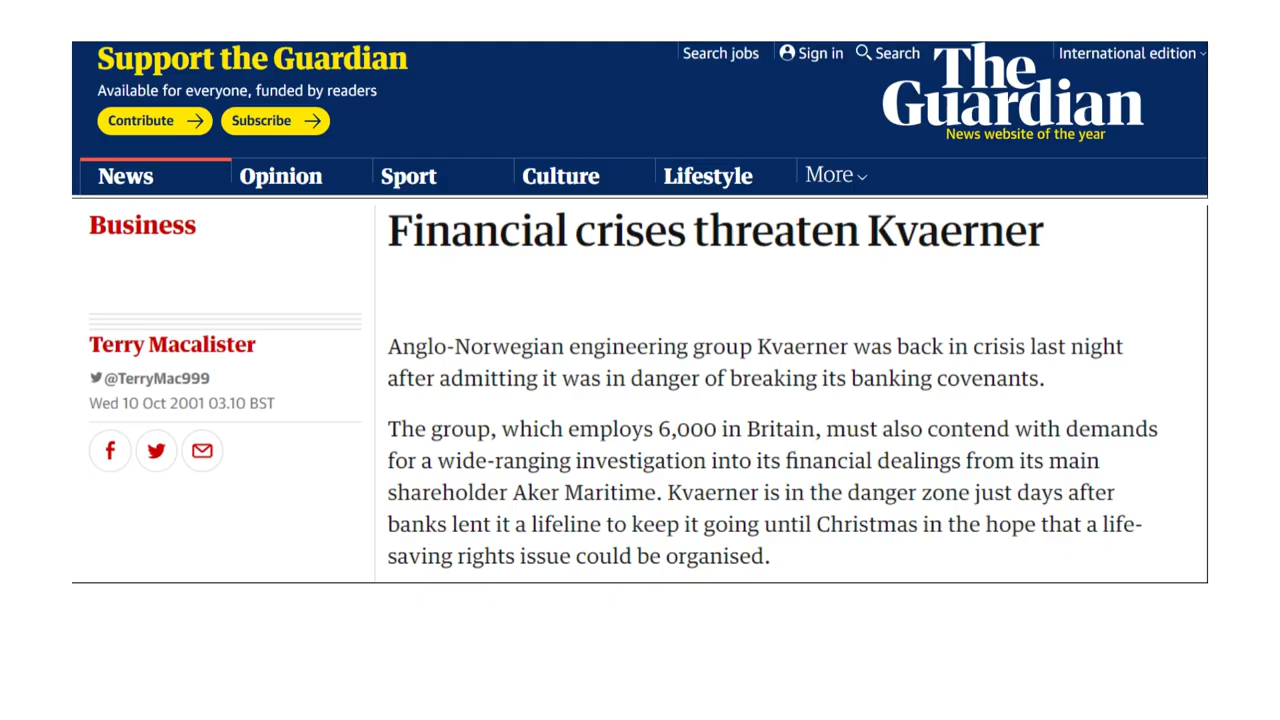 Support the Guardian
Available for everyone, funded by readers
Contribute
Subscribe
Search jobs
Sign in
Search
International edition
The
Guardian
News website of the year
News
Opinion
Sport
Culture
Lifestyle
More
Business
Financial crises threaten Kvaerner
Terry Macalister
@TerryMac999
Wed 10 Oct 2001 03.10 BST
Anglo-Norwegian engineering group Kvaerner was back in crisis last night
after admitting it was in danger of breaking its banking covenants.
The group, which employs 6,000 in Britain, must also contend with demands
for a wide-ranging investigation into its financial dealings from its main
shareholder Aker Maritime. Kvaerner is in the danger zone just days after
banks lent it a lifeline to keep it going until Christmas in the hope that a life-
saving rights issue could be organised.